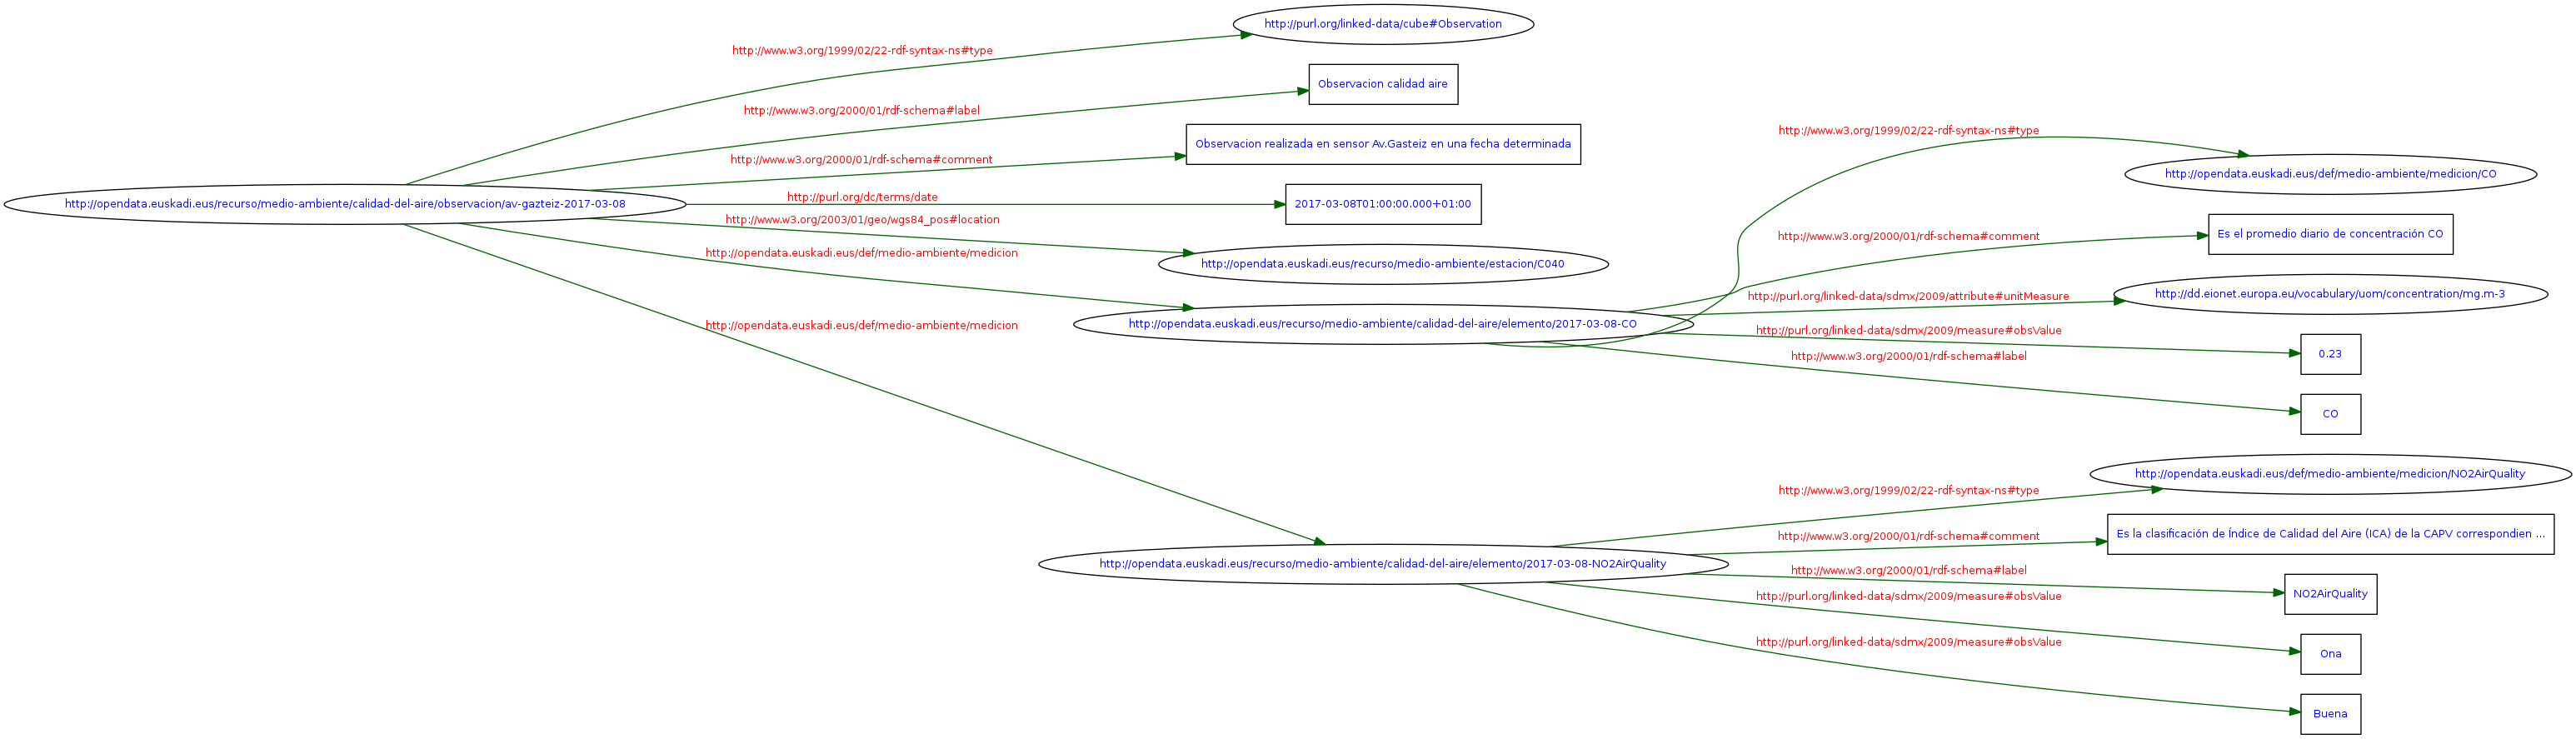 http://purl.org/linked-data/cube#Observation
http://www.w3.org/1999/02/22-rdf-syntax-ns#type
Observacion calidad aire
http://www.w3.org/2000/01/rdf-schema#label
http://www.w3.org/1999/02/22-rdf-syntax-ns#type
Observacion realizada en sensor Av.Gasteiz en una fecha determinada
http://www.w3.org/2000/01/rdf-schema#comment
http://opendata.euskadi.eus/def/medio-ambiente/medicion/CO
http://purl.org/dc/terms/date
http://opendata.euskadi.eus/recurso/medio-ambiente/calidad-del-aire/observacion/av-gazteiz-2017-03-08
2017-03-08T01:00:00.000+01:00
http://www.w3.org/2003/01/geo/wgs84_pos#location
http://www.w3.org/2000/01/rdf-schema#comment
Es el promedio diario de concentración CO
http://opendata.euskadi.eus/def/medio-ambiente/medicion
http://opendata.euskadi.eus/recurso/medio-ambiente/estacion/C040
http://purl.org/linked-data/sdmx/2009/attribute#unitMeasure
http://dd.eionet.europa.eu/vocabulary/uom/concentration/mg.m-3
http://opendata.euskadi.eus/def/medio-ambiente/medicion
http://opendata.euskadi.eus/recurso/medio-ambiente/calidad-del-aire/elemento/2017-03-08-CO
http://purl.org/linked-data/sdmx/2009/measure#obsValue
0.23
http://www.w3.org/2000/01/rdf-schema#label
CO
http://opendata.euskadi.eus/def/medio-ambiente/medicion/NO2AirQuality
http://www.w3.org/1999/02/22-rdf-syntax-ns#type
http://www.w3.org/2000/01/rdf-schema#comment
Es la clasificación de Índice de Calidad del Aire (ICA) de la CAPV correspondien ...
http://opendata.euskadi.eus/recurso/medio-ambiente/calidad-del-aire/elemento/2017-03-08-NO2AirQuality
http://www.w3.org/2000/01/rdf-schema#label
NO2AirQuality
http://purl.org/linked-data/sdmx/2009/measure#obsValue
Ona
http://purl.org/linked-data/sdmx/2009/measure#obsValue
Buena